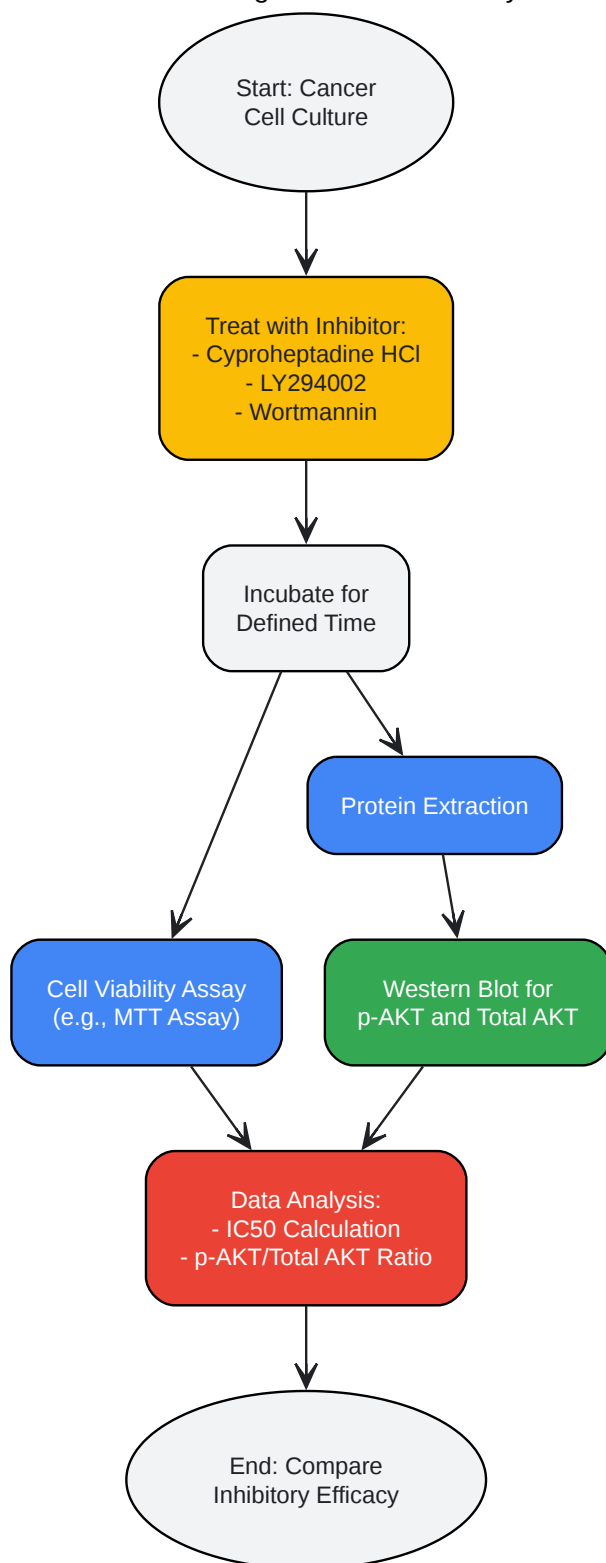 Start: Cancer
Cell Culture
Treat with Inhibitor:
- Cyproheptadine HCl
- LY294002
- Wortmannin
Incubate for
Defined Time
Protein Extraction
Cell Viability Assay
(e.g., MTT Assay)
Western Blot for
p-AKT and Total AKT
Data Analysis:
- IC50 Calculation
- p-AKT/Total AKT Ratio
End: Compare
Inhibitory Efficacy